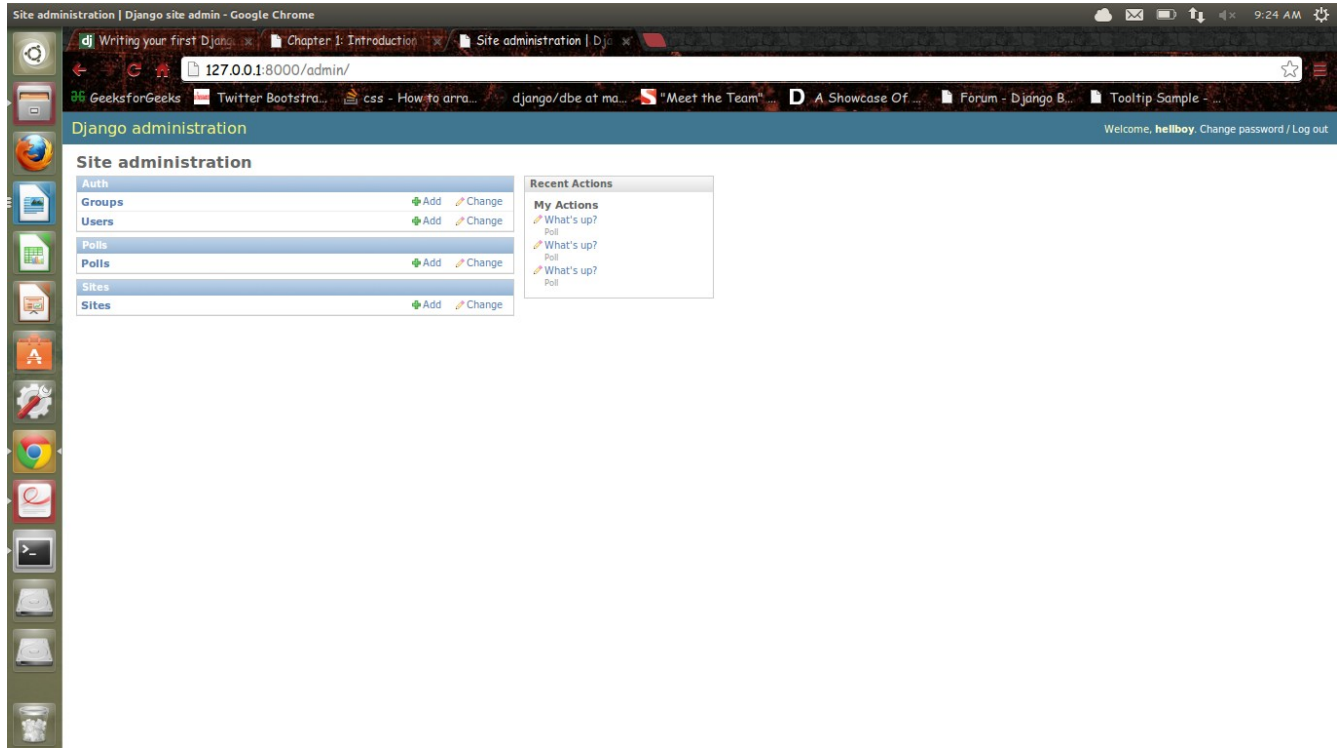 Site administration | Django site admin - Google Chrome
9:24 AM
dj Writing your first Djang
Chapter 1: Introduction
Site administration | Dja
127.0.0.1:8000/admin/
GeeksforGeeks
Twitter Bootstra...
css - How to arra...
django/dbe at ma...
"Meet the Team" ...
D A Showcase Of ...
Forum - Django B...
Tooltip Sample - ...
Django administration
Welcome, hellboy. Change password / Log out
Site administration
Auth
Groups Add Change
Users Add Change
Polls
Polls Add Change
Sites
Sites Add Change
Recent Actions
My Actions
What's up?
Poll
What's up?
Poll
What's up?
Poll